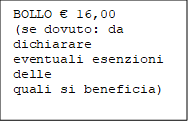 BOLLO € 16,00
(se dovuto: da
dichiarare
eventuali esenzioni
delle
quali si beneficia)